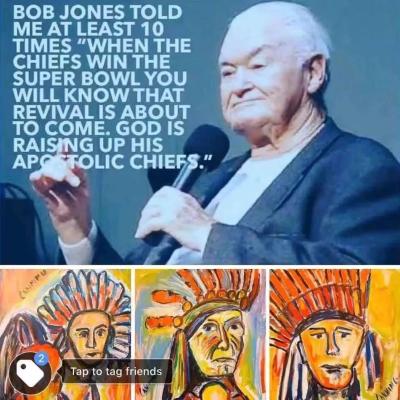 BOB JONES TOLD
ME AT LEAST 10
TIMES “WHEN THE
CHIEFS WIN THE
SUPER BOWL YOU
WILL KNOW THAT
REVIVAL IS ABOUT
TO COME. GOD IS
RAISING UP HIS
APOSTOLIC CHIEFS.”
2
Tap to tag friends